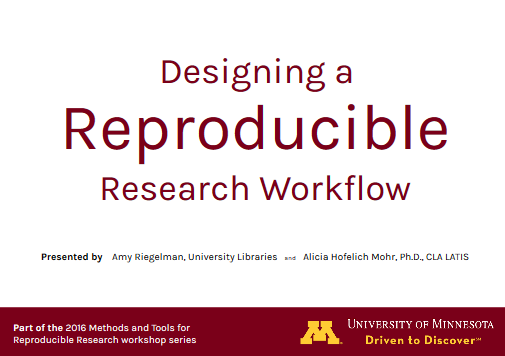 Designing a
Reproducible
Research Workflow
Presented by Amy Riegelman, University Libraries and Alicia Hofelich Mohr, Ph.D., CLA LATIS
Part of the 2016 Methods and Tools for
Reproducible Research workshop series
M
UNIVERSITY OF MINNESOTA
Driven to Discover℠